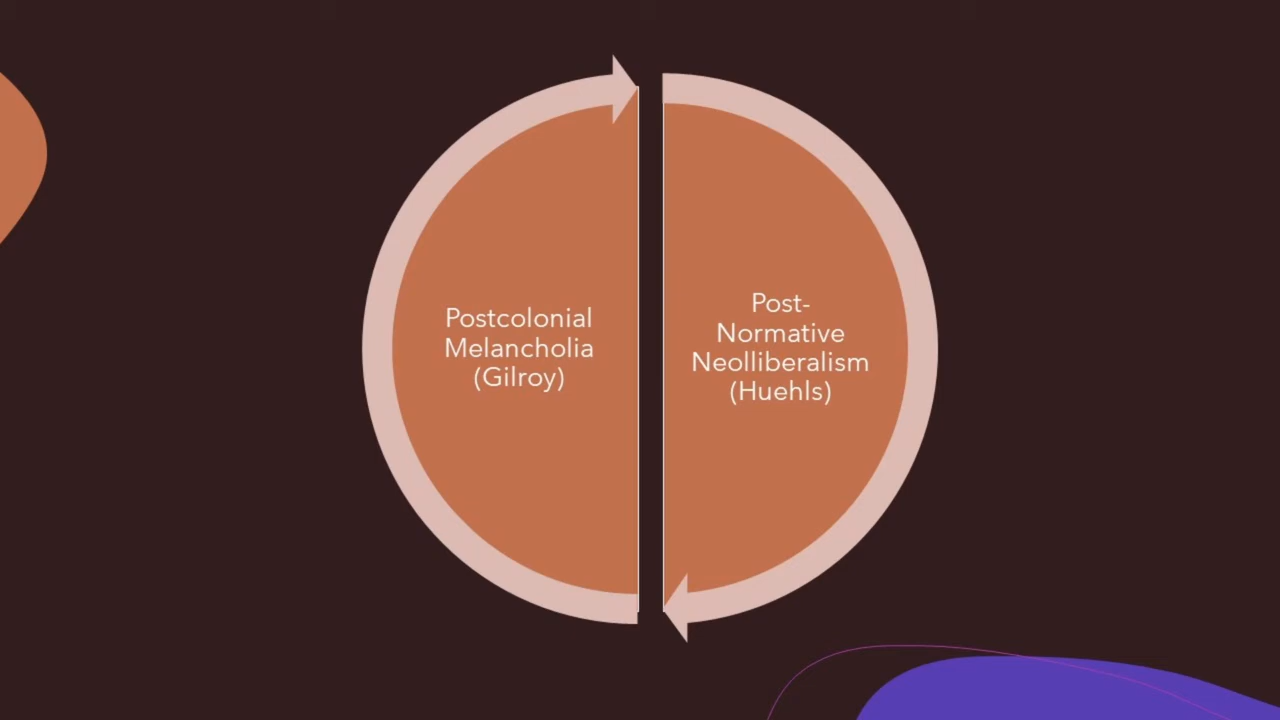 Postcolonial
Melancholia
(Gilroy)
Post-
Normative
Neolliberalism
(Huehls)